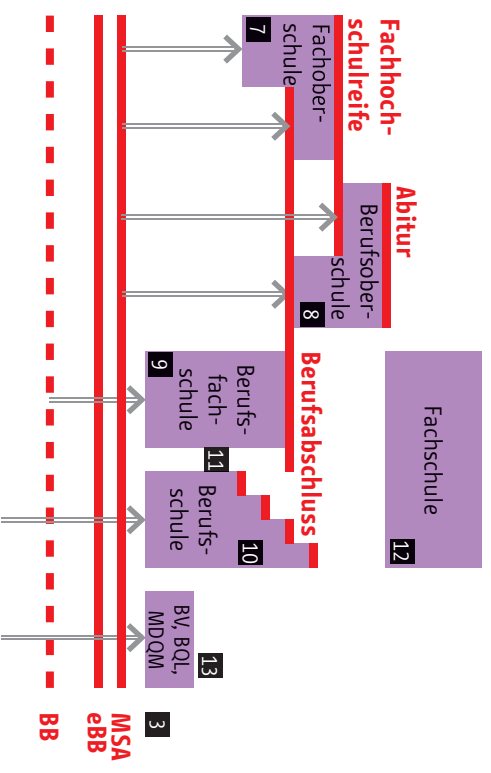 Fachhoch-
schulreife
Abitur
Fachober-
schule
7
Berufsober-
schule
8
Fachschule
12
Berufsabschluss
Berufs-
fach-
schule
9
11
Berufs-
schule
10
BV, BQL,
MDQM
13
3
MSA
eBB
BB